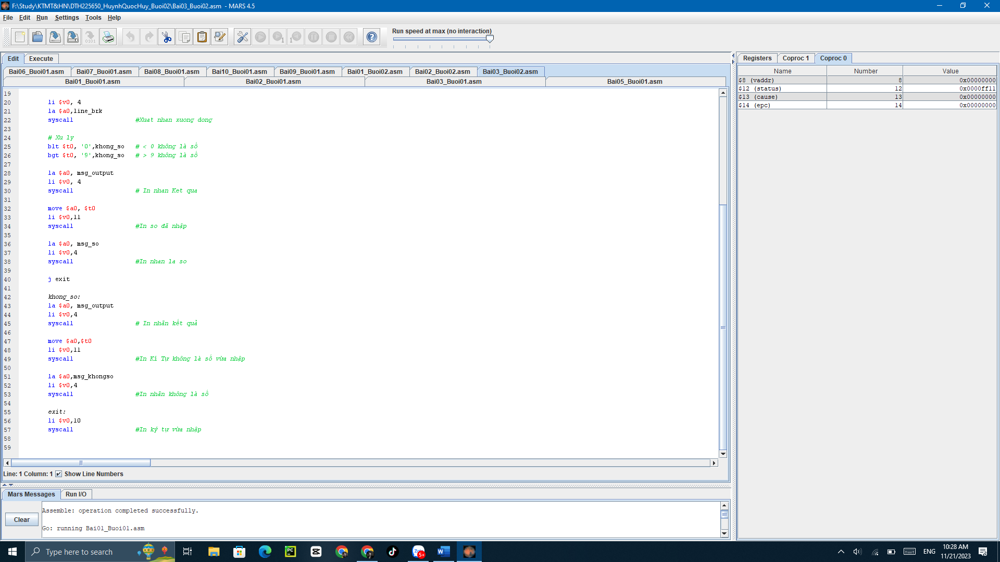 F:\Study\KTMT&HN\DTH225650_HuynhQuocHuy_Buoi02\Bai03_Buoi02.asm - MARS 4.5
File Edit Run Settings Tools Help
Run speed at max (no interaction)
Edit Execute
Bai06_Buoi01.asm Bai07_Buoi01.asm Bai08_Buoi01.asm Bai10_Buoi01.asm Bai09_Buoi01.asm Bai01_Buoi02.asm Bai02_Buoi02.asm Bai03_Buoi02.asm
Bai01_Buoi01.asm Bai02_Buoi01.asm Bai03_Buoi01.asm Bai05_Buoi01.asm
19
20 li $v0, 4
21 la $a0,line_brk
22 syscall #Xuat nhan xuong dong
23
24 # Xu ly
25 blt $t0, '0',khong_so # < 0 không là số
26 bgt $t0, '9',khong_so # > 9 không là số
27
28 la $a0, msg_output
29 li $v0, 4
30 syscall # In nhan Ket qua
31
32 move $a0, $t0
33 li $v0,11
34 syscall #In so đã nhập
35
36 la $a0, msg_so
37 li $v0,4
38 syscall #In nhan la so
39
40 j exit
41
42 khong_so:
43 la $a0, msg_output
44 li $v0,4
45 syscall # In nhãn kết quả
46
47 move $a0,$t0
48 li $v0,11
49 syscall #In Kí Tự không là số vừa nhập
50
51 la $a0,msg_khongso
52 li $v0,4
53 syscall #In nhãn không là số
54
55 exit:
56 li $v0,10
57 syscall #In ký tự vừa nhập
58
59
Line: 1 Column: 1 Show Line Numbers
Mars Messages Run I/O
Clear
Assemble: operation completed successfully.
Go: running Bai01_Buoi01.asm
Registers Coproc 1 Coproc 0
Name Number Value
$8 (vaddr) 8 0x00000000
$12 (status) 12 0x0000ff11
$13 (cause) 13 0x00000000
$14 (epc) 14 0x00000000
Type here to search
ENG
10:28 AM
11/21/2023